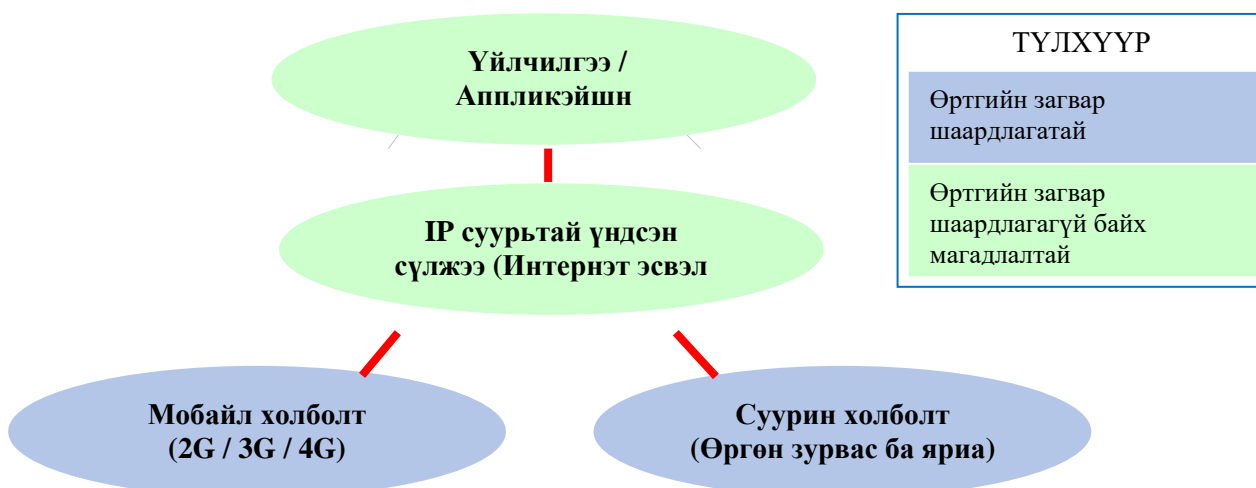 Үйлчилгээ /
Аппликэйшн
IP суурьтай үндсэн
сүлжээ (Интернэт эсвэл
Мобайл холболт
(2G / 3G / 4G)
Суурин холболт
(Өргөн зурвас ба яриа)
ТҮЛХҮҮР
Өртгийн загвар
шаардлагатай
Өртгийн загвар
шаардлагагүй байх
магадлалтай